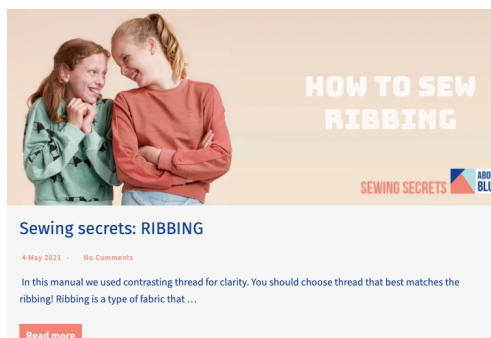 HOW TO SEW
RIBBING
SEWING SECRETS
Sewing secrets: RIBBING
4 May 2021 - No Comments
In this manual we used contrasting thread for clarity. You should choose thread that best matches the
ribbing! Ribbing is a type of fabric that …
Read more